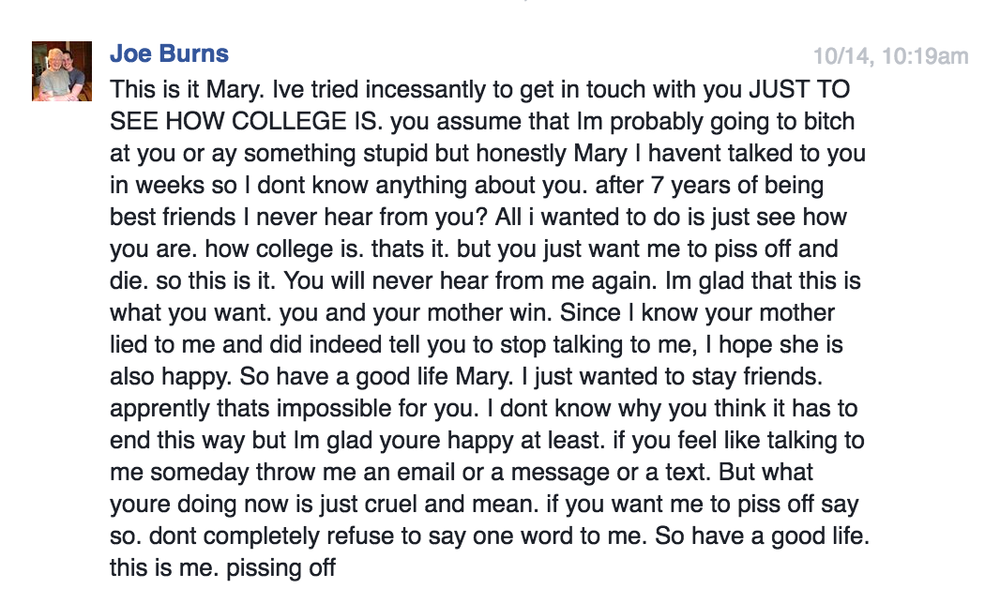 Joe Burns
10/14, 10:19am
This is it Mary. Ive tried incessantly to get in touch with you JUST TO
SEE HOW COLLEGE IS. you assume that Im probably going to bitch
at you or ay something stupid but honestly Mary I havent talked to you
in weeks so I dont know anything about you. after 7 years of being
best friends I never hear from you? All i wanted to do is just see how
you are. how college is. thats it. but you just want me to piss off and
die. so this is it. You will never hear from me again. Im glad that this is
what you want. you and your mother win. Since I know your mother
lied to me and did indeed tell you to stop talking to me, I hope she is
also happy. So have a good life Mary. I just wanted to stay friends.
apprently thats impossible for you. I dont know why you think it has to
end this way but Im glad youre happy at least. if you feel like talking to
me someday throw me an email or a message or a text. But what
youre doing now is just cruel and mean. if you want me to piss off say
so. dont completely refuse to say one word to me. So have a good life.
this is me. pissing off